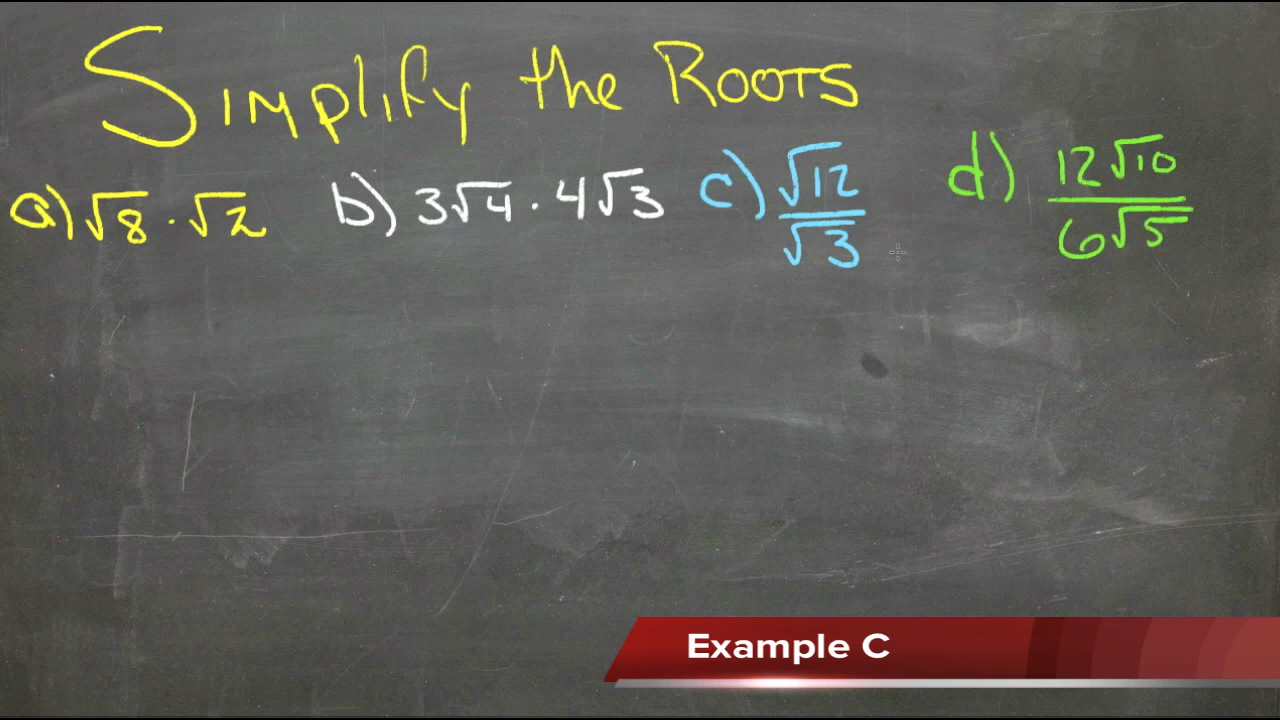 Simplify the Roots
a) √8 · √2 b) 3√4 · 4√3 c) √12/√3 d) 12√10/6√5
Example C